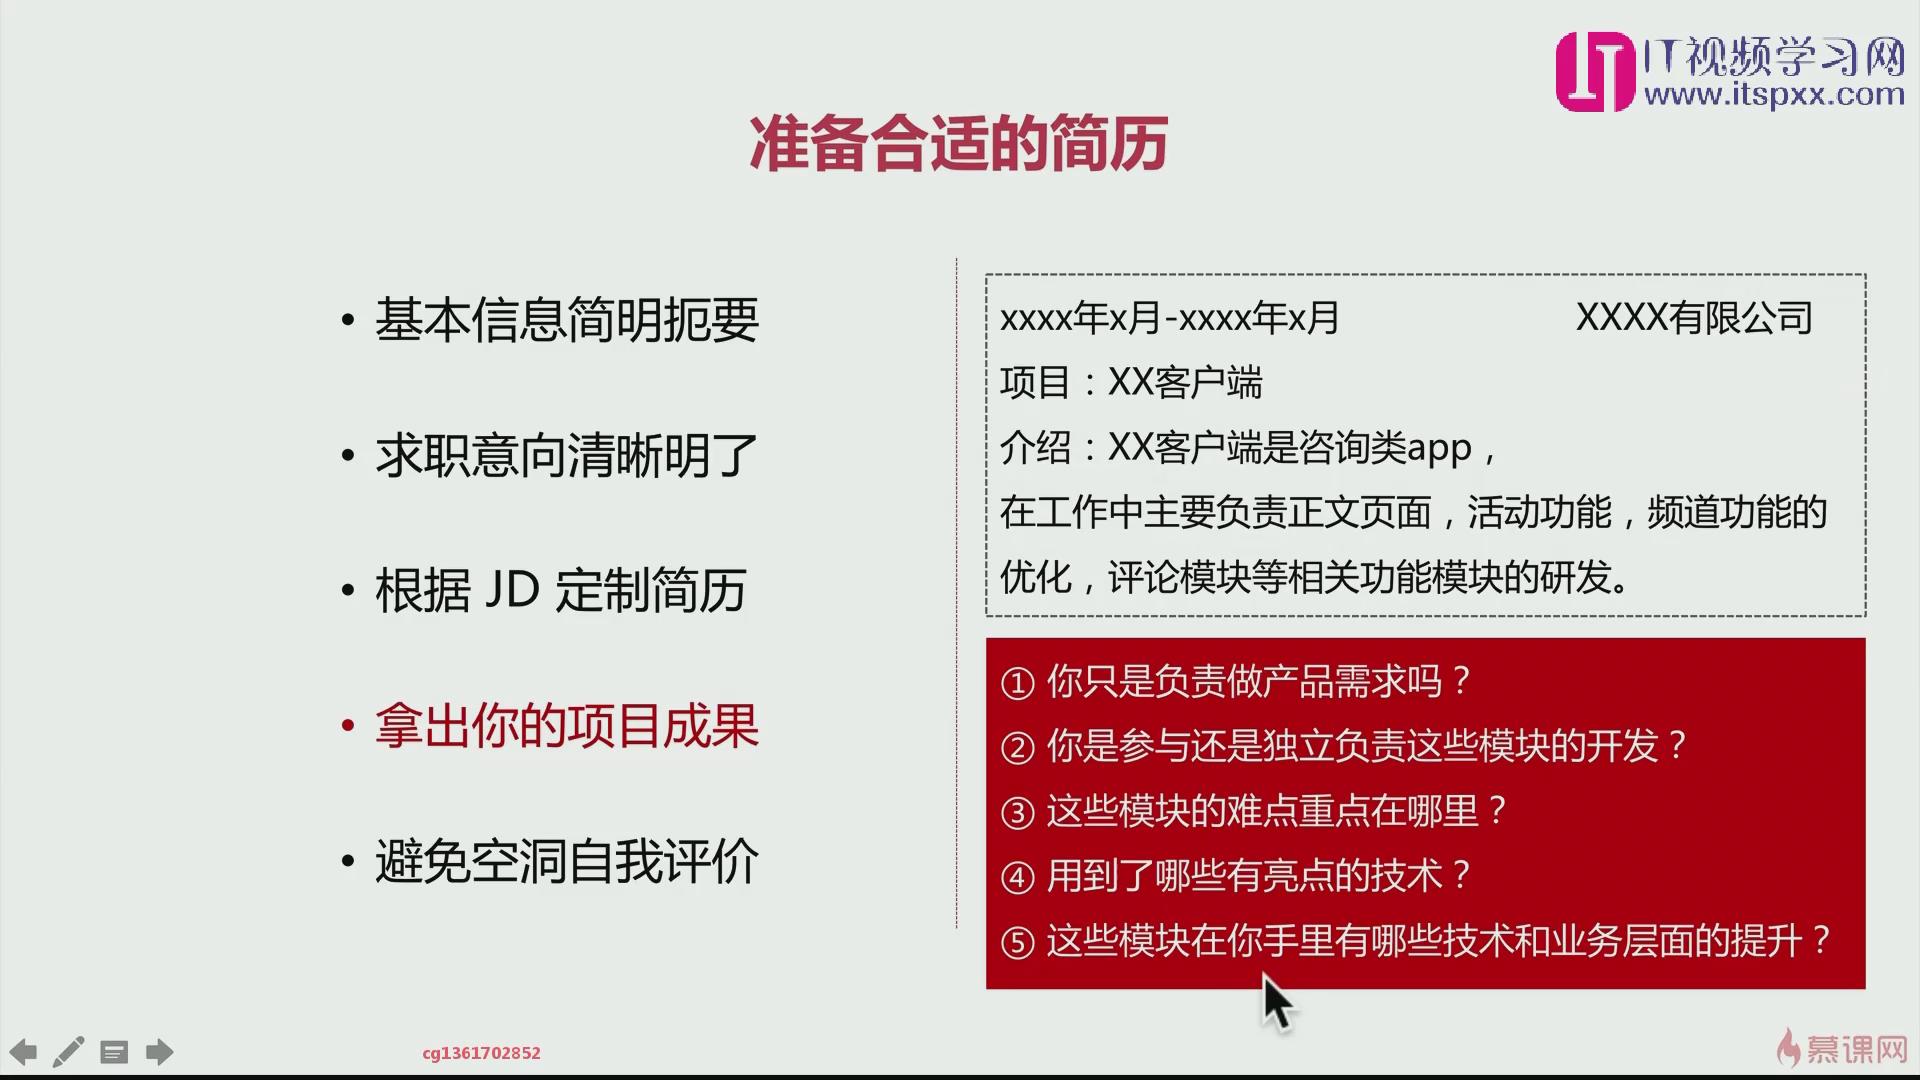 IT视频学习网
www.itspxx.com
准备合适的简历
• 基本信息简明扼要
• 求职意向清晰明了
• 根据 JD 定制简历
• 拿出你的项目成果
• 避免空洞自我评价
xxxx年x月-xxxx年x月 XXXX有限公司
项目：XX客户端
介绍：XX客户端是咨询类app，
在工作中主要负责正文页面，活动功能，频道功能的
优化，评论模块等相关功能模块的研发。
① 你只是负责做产品需求吗？
② 你是参与还是独立负责这些模块的开发？
③ 这些模块的难点重点在哪里？
④ 用到了哪些有亮点的技术？
⑤ 这些模块在你手里有哪些技术和业务层面的提升？
cg1361702852
慕课网